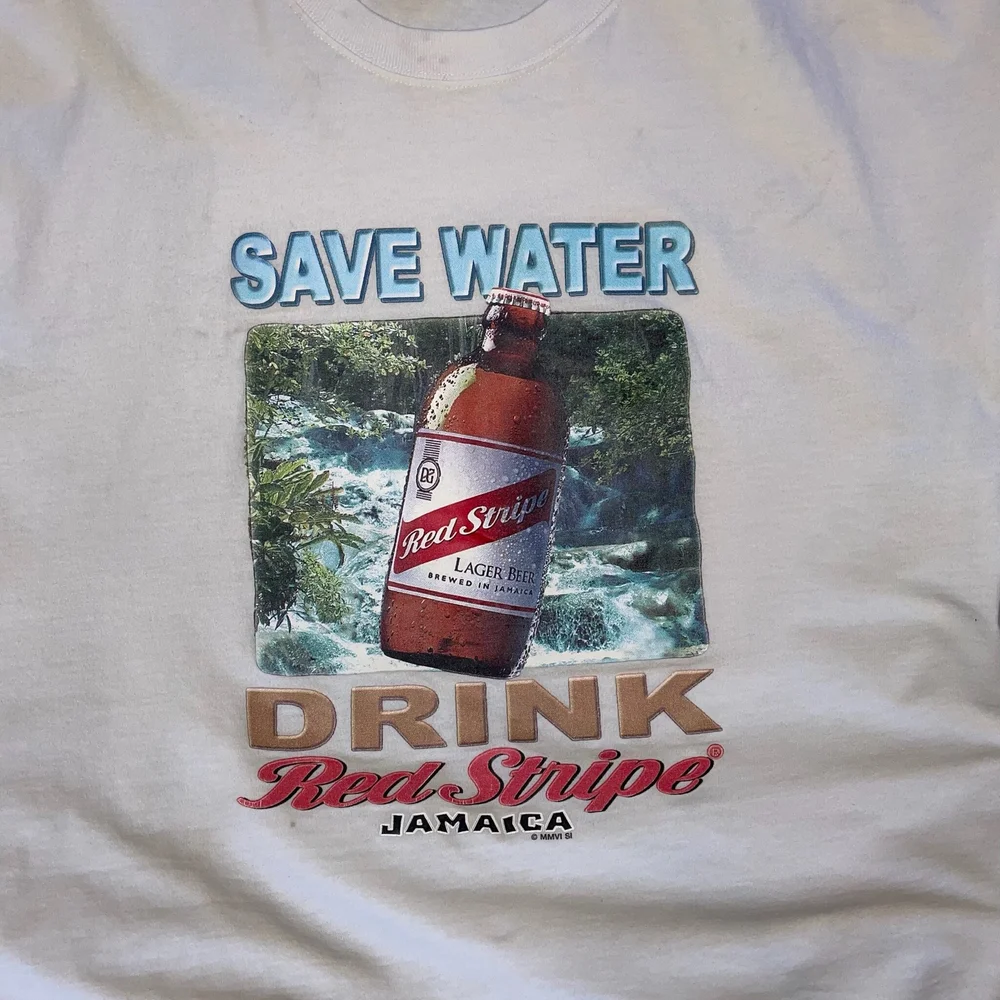 SAVE WATER
DG
Red Stripe
LAGER BEER
BREWED IN JAMAICA
DRINK
Red Stripe®
JAMAICA
© MMVI SI